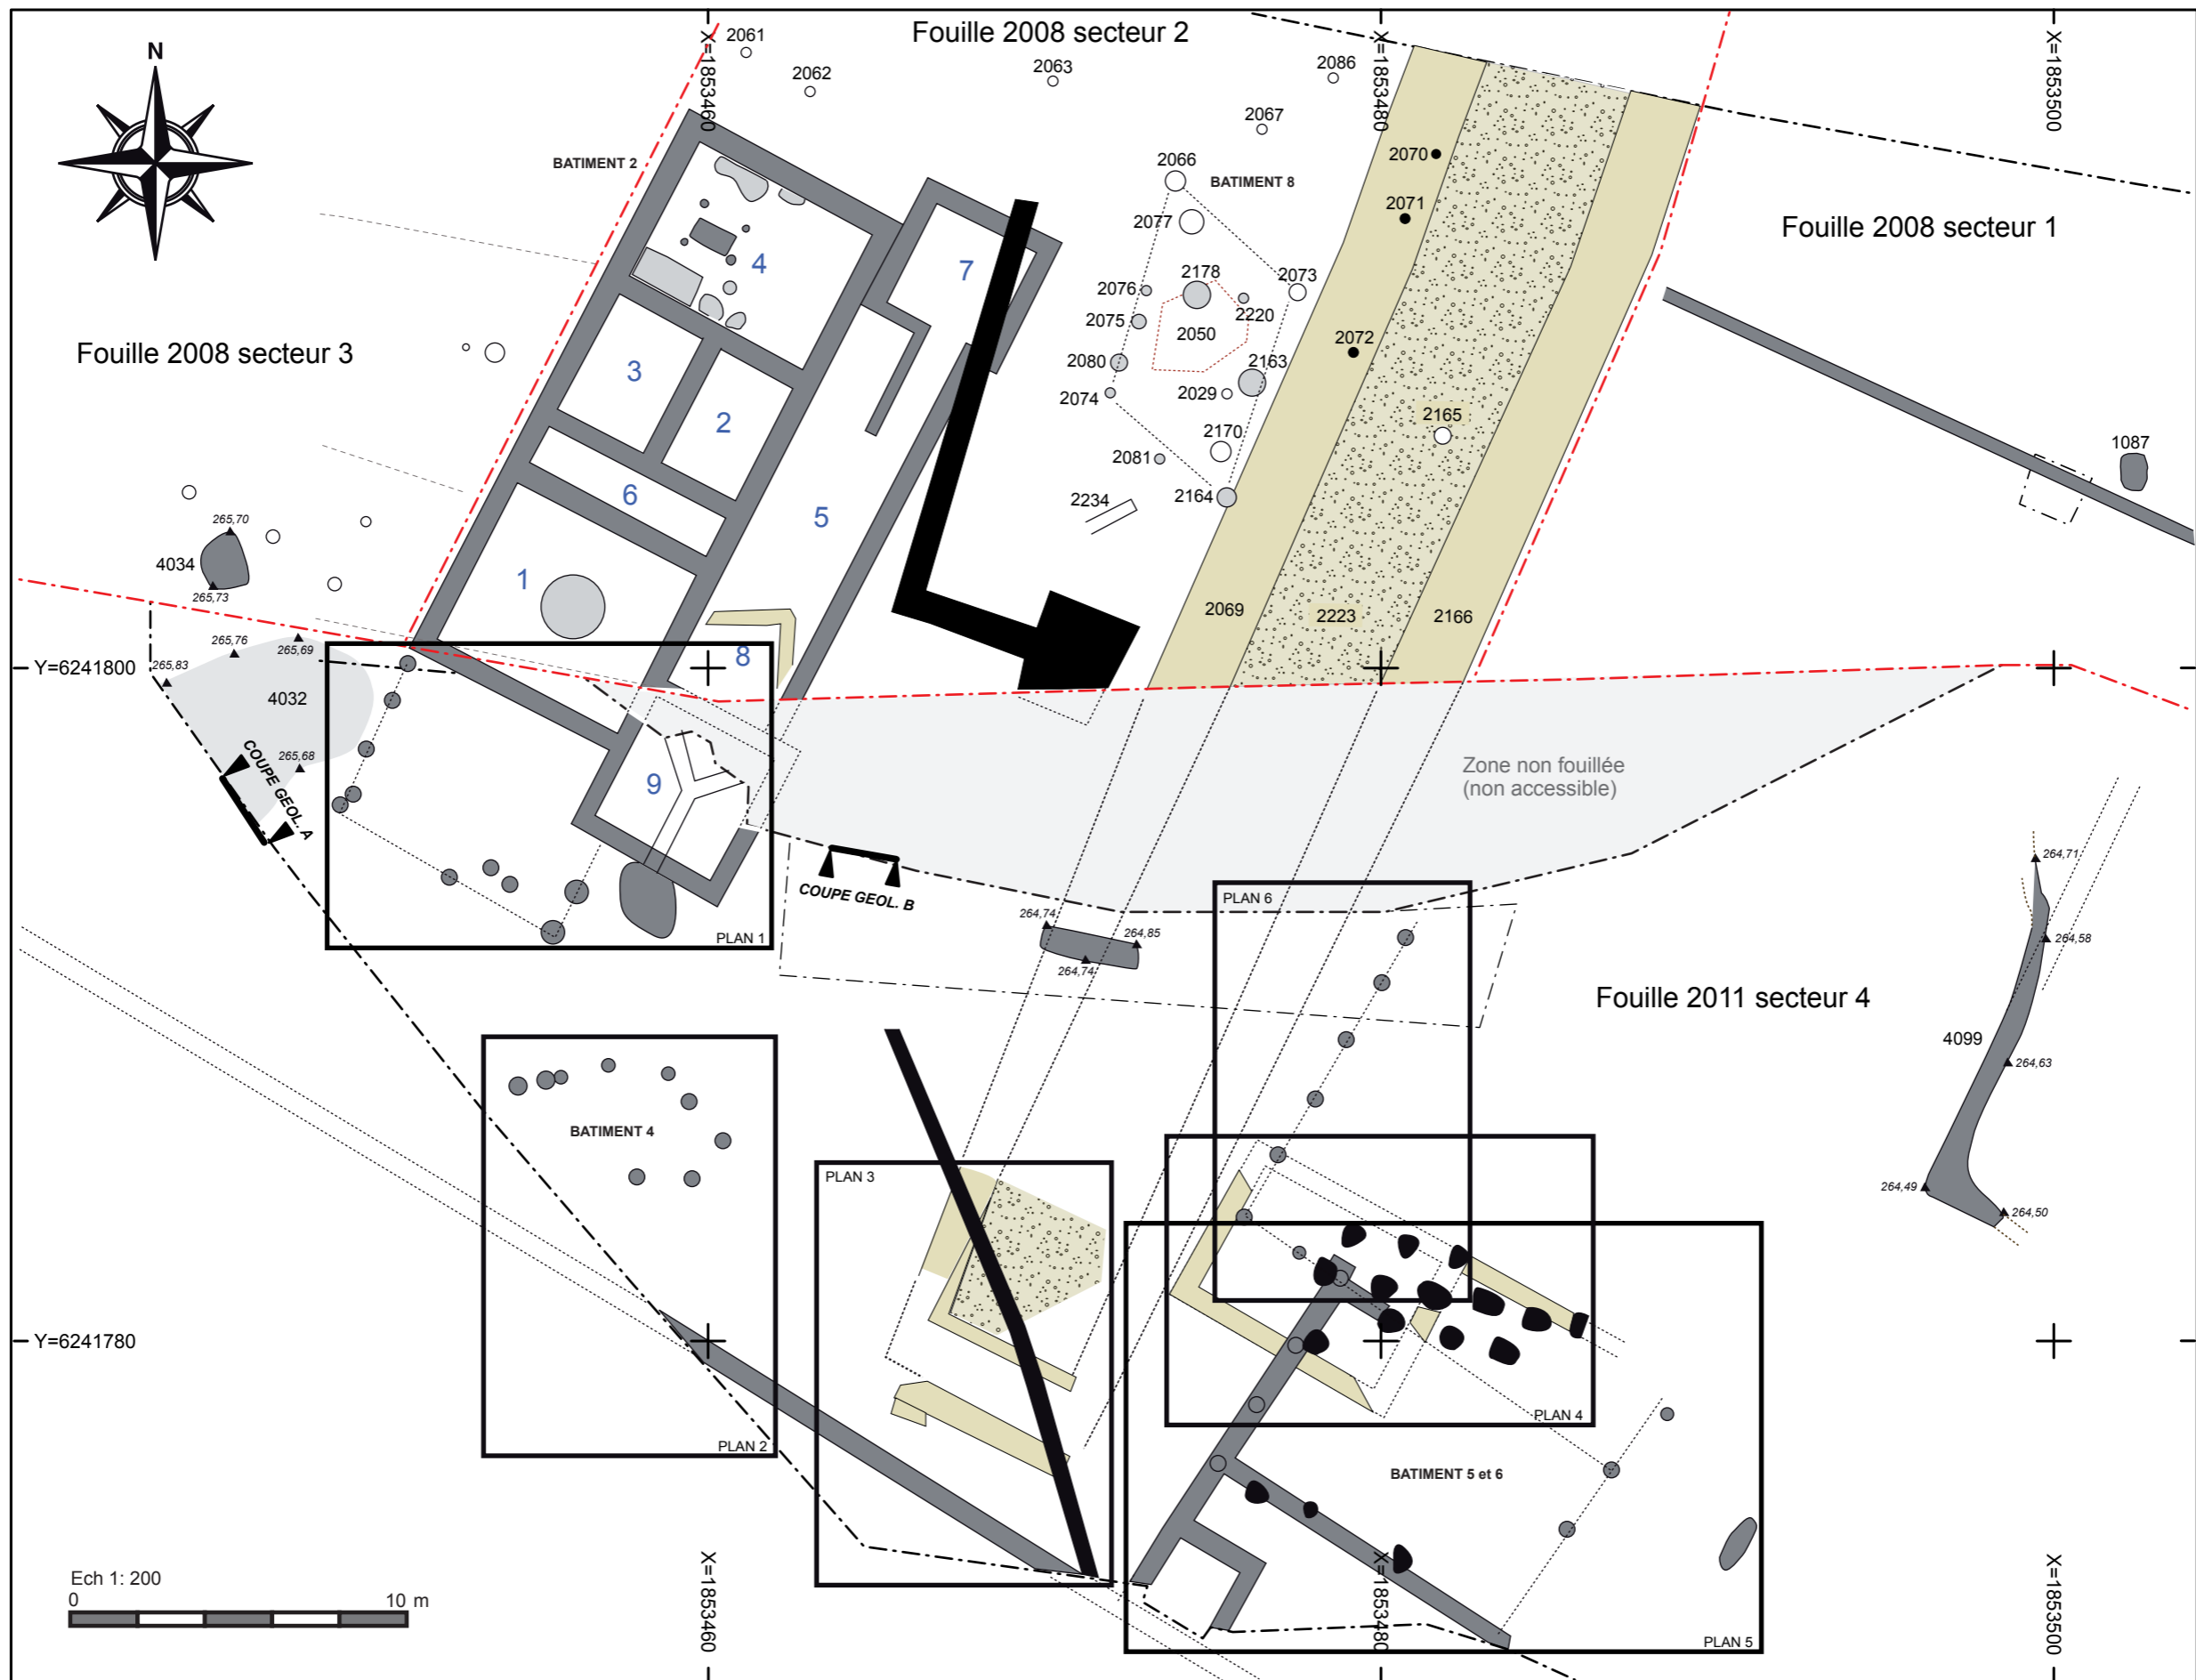 Fouille 2008 secteur 2
N
X=1853460
2061
2062
2063
2086
X=1853480
X=1853500
2067
BATIMENT 2
2066
BATIMENT 8
2070
2071
2077
Fouille 2008 secteur 1
4
7
2178
2073
2076
2220
2075
2050
Fouille 2008 secteur 3
2072
2080
2163
3
2074
2029
2
2165
2170
2081
1087
6
2234
2164
5
265,70
4034
1
265,73
2069
2223
2166
265,76
265,69
8
Y=6241800
265,83
4032
265,68
COUPE GEOL. A
9
Zone non fouillée
(non accessible)
264,71
COUPE GEOL. B
PLAN 6
264,74
264,85
PLAN 1
264,58
264,74
Fouille 2011 secteur 4
4099
264,63
BATIMENT 4
PLAN 3
264,49
264,50
Y=6241780
PLAN 4
PLAN 2
BATIMENT 5 et 6
X=1853460
X=1853480
X=1853500
Ech 1: 200
0 10 m
PLAN 5